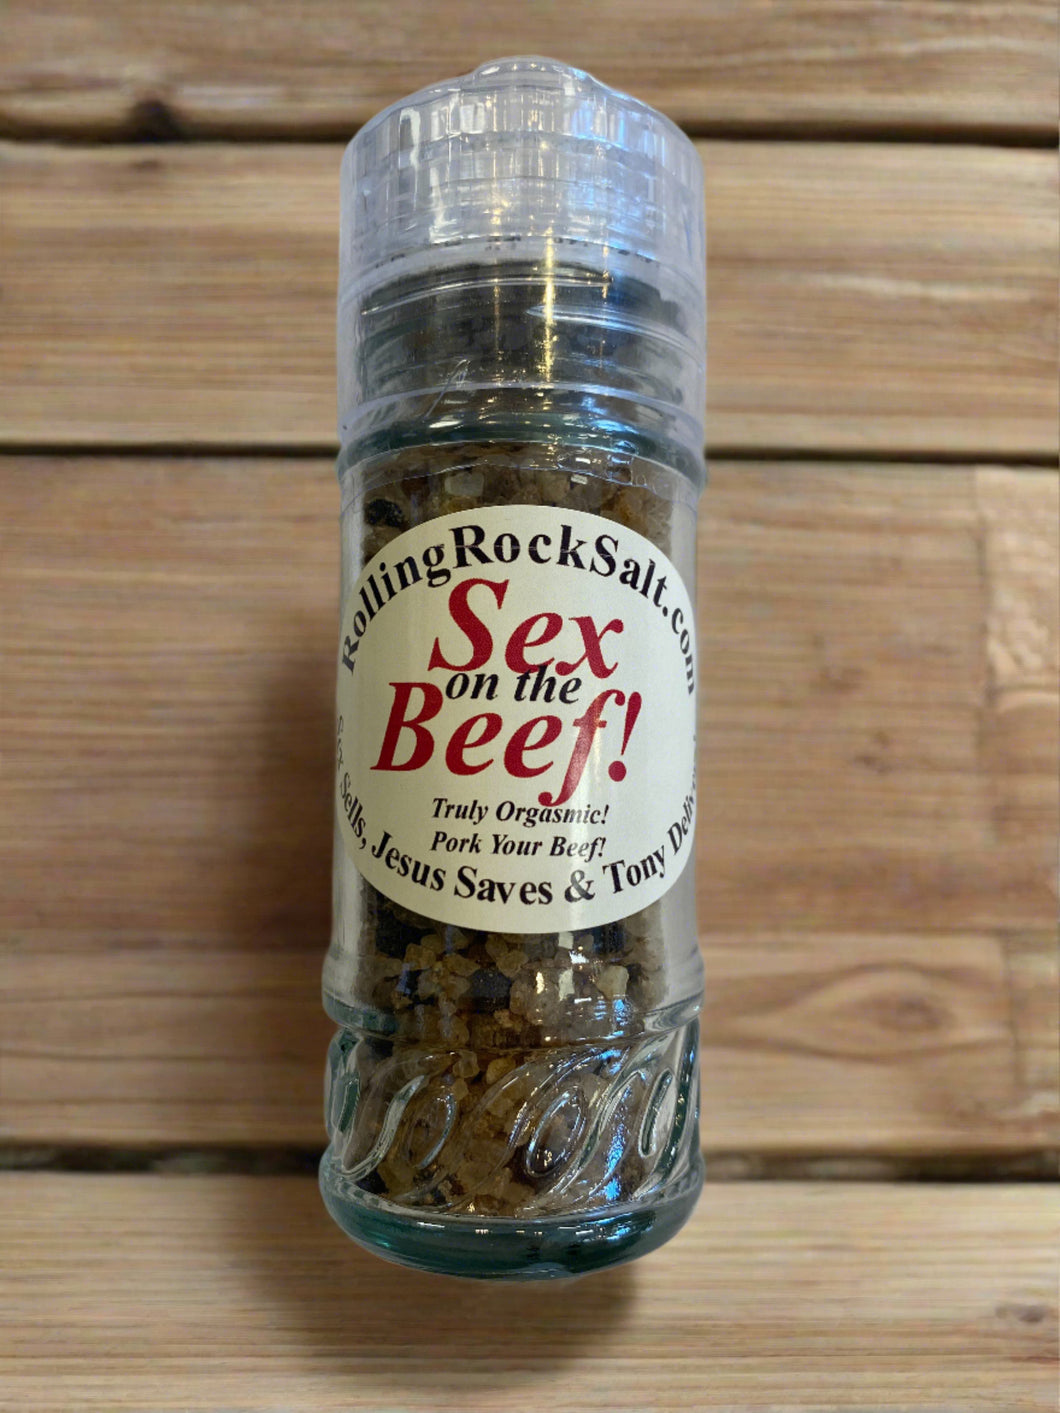 RollingRockSalt.com
Sex
on the
Beef!
Truly Orgasmic!
Pork Your Beef!
Sells, Jesus Saves & Tony